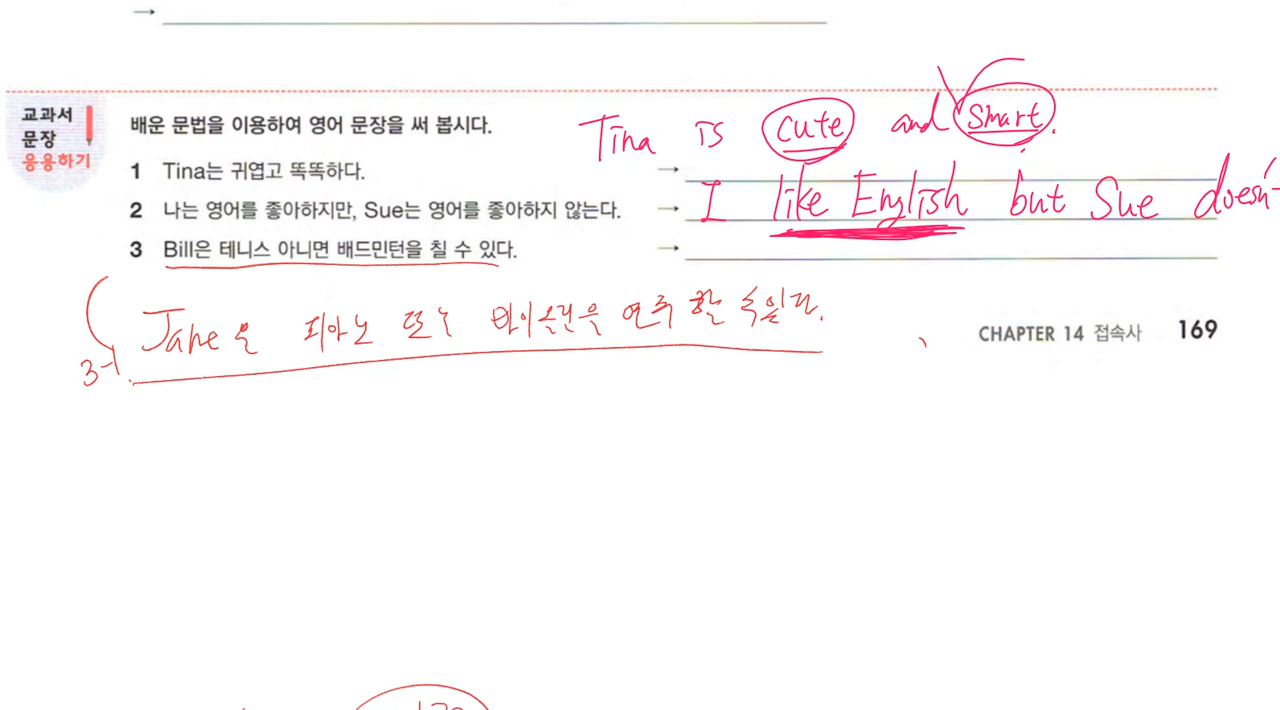 →
교과서
문장
응용하기
배운 문법을 이용하여 영어 문장을 써 봅시다.
Tina is cute and smart.
1 Tina는 귀엽고 똑똑하다. →
2 나는 영어를 좋아하지만, Sue는 영어를 좋아하지 않는다. → I like English but Sue doesn'
3 Bill은 테니스 아니면 배드민턴을 칠 수 있다. →
3-1. Jane은 피아노 또는 바이올린을 연주 할 수 있다.
CHAPTER 14 접속사 169